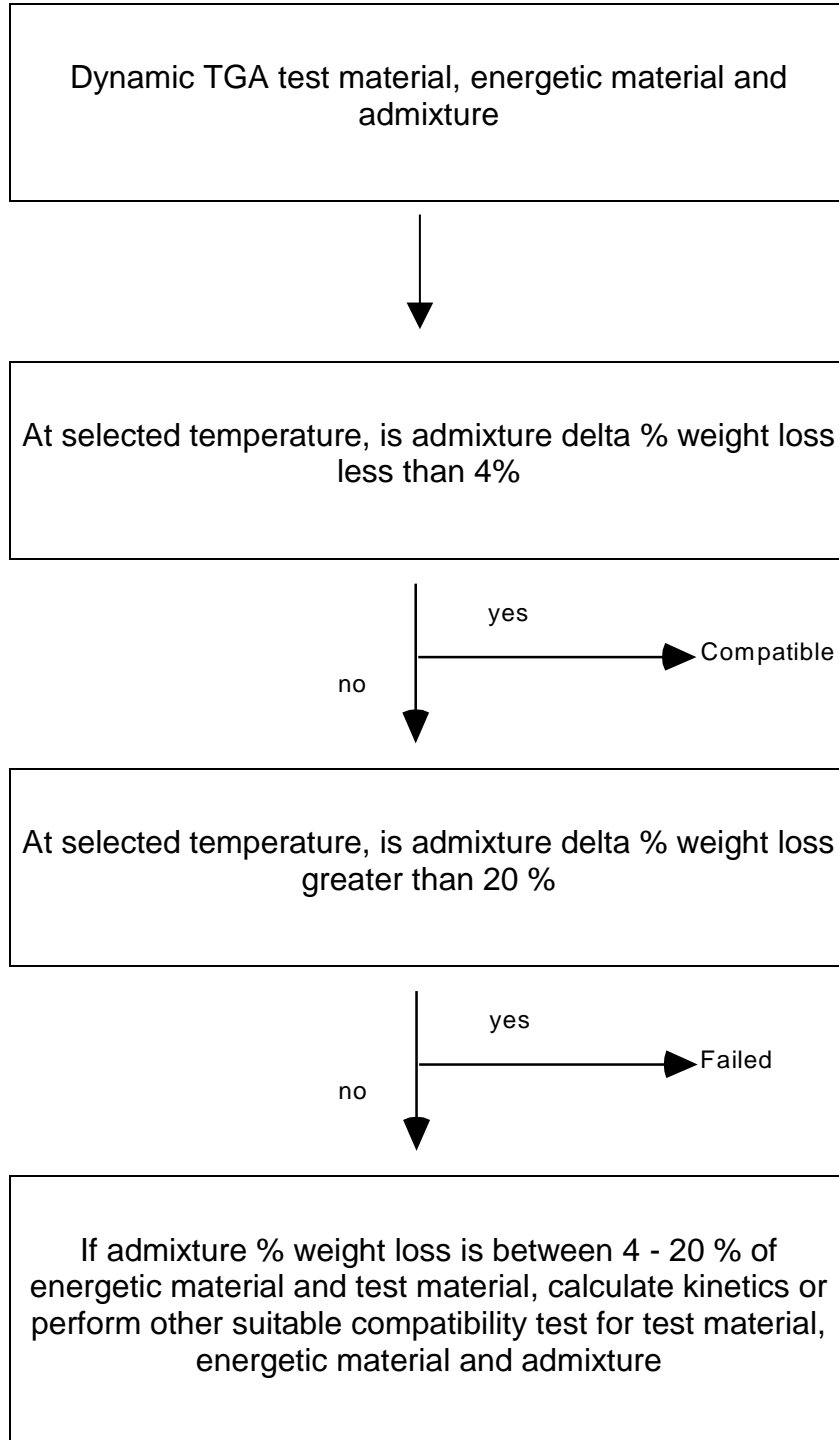 Dynamic TGA test material, energetic material and
admixture
At selected temperature, is admixture delta % weight loss
less than 4%
yes
Compatible
no
At selected temperature, is admixture delta % weight loss
greater than 20 %
yes
Failed
no
If admixture % weight loss is between 4 - 20 % of
energetic material and test material, calculate kinetics or
perform other suitable compatibility test for test material,
energetic material and admixture